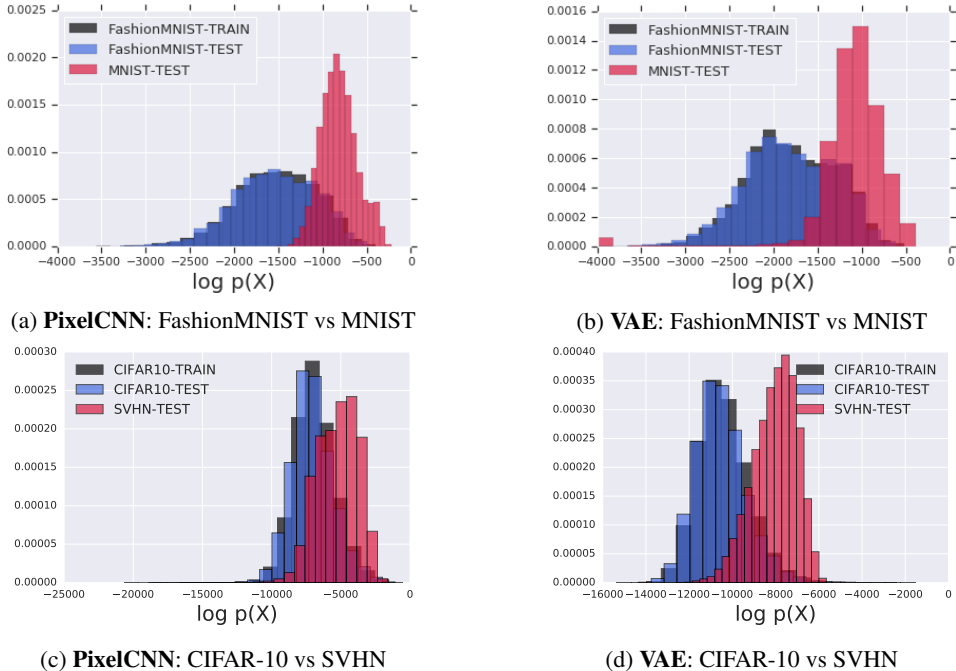 0.0025
0.0020
0.0015
0.0010
0.0005
0.0000
FashionMNIST-TRAIN
FashionMNIST-TEST
MNIST-TEST
−4000 −3000 −2000 −1000 0
log p(X)
(a) PixelCNN: FashionMNIST vs MNIST
0.0016
0.0014
0.0012
0.0010
0.0008
0.0006
0.0004
0.0002
0.0000
FashionMNIST-TRAIN
FashionMNIST-TEST
MNIST-TEST
−4000 −3500 −3000 −2500 −2000 −1500 −1000 −500 0
log p(X)
(b) VAE: FashionMNIST vs MNIST
0.00030
0.00025
0.00020
0.00015
0.00010
0.00005
0.00000
CIFAR10-TRAIN
CIFAR10-TEST
SVHN-TEST
−25000 −20000 −15000 −10000 −5000 0
log p(X)
(c) PixelCNN: CIFAR-10 vs SVHN
0.00040
0.00035
0.00030
0.00025
0.00020
0.00015
0.00010
0.00005
0.00000
CIFAR10-TRAIN
CIFAR10-TEST
SVHN-TEST
−16000 −14000 −12000 −10000 −8000 −6000 −4000 −2000 0
log p(X)
(d) VAE: CIFAR-10 vs SVHN